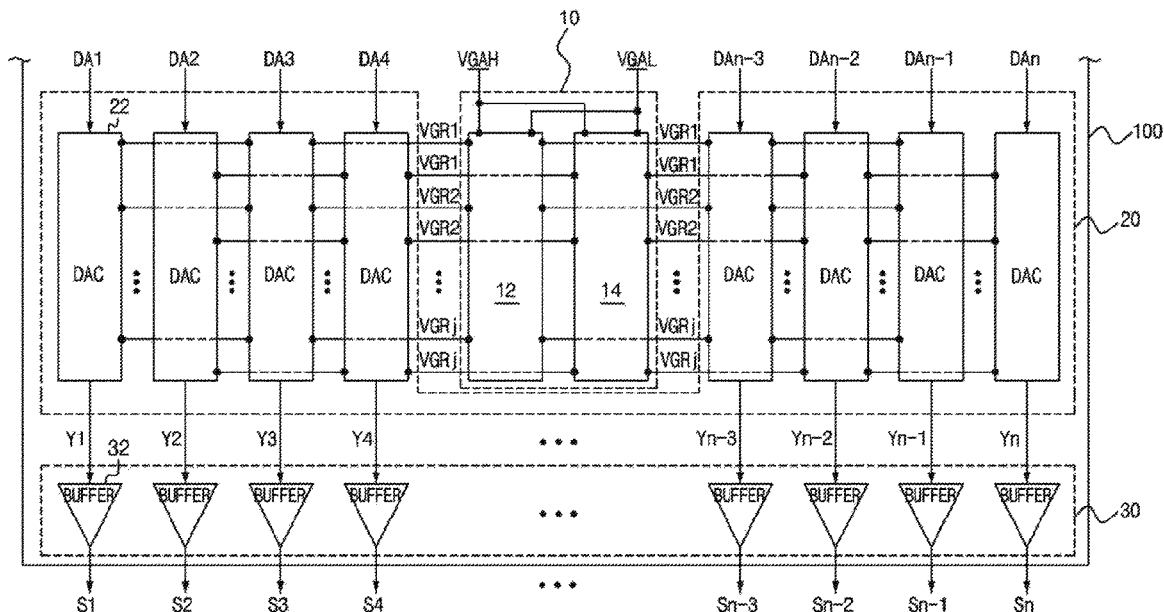 10
DA1 DA2 DA3 DA4 VGAH VGAL DAn-3 DAn-2 DAn-1 DAn
22 VGR1 VGR1 100
VGR1 VGR1
VGR2 VGR2
VGR2 VGR2 20
DAC DAC DAC DAC DAC DAC DAC DAC
12 14
VGRj VGRj
VGRj VGRj
Y1 Y2 Y3 Y4 Yn-3 Yn-2 Yn-1 Yn
32
BUFFER BUFFER BUFFER BUFFER BUFFER BUFFER BUFFER BUFFER
30
S1 S2 S3 S4 Sn-3 Sn-2 Sn-1 Sn